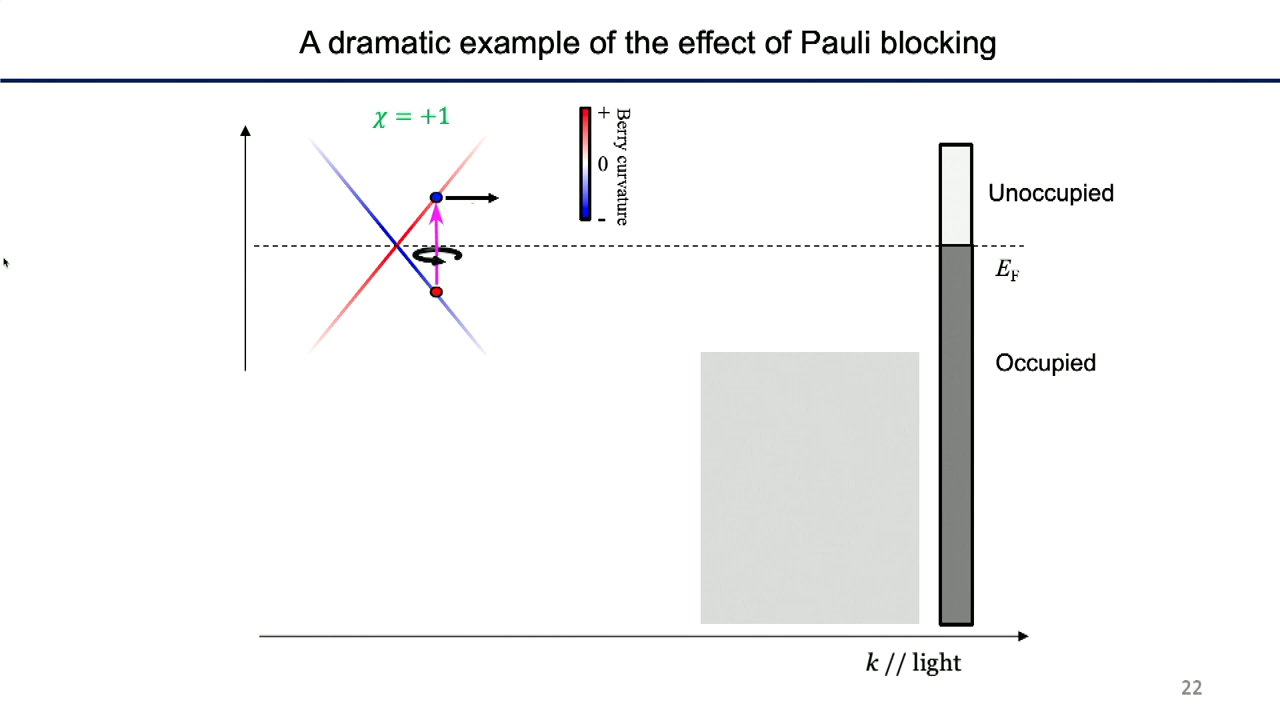 A dramatic example of the effect of Pauli blocking
χ = +1
+
0
-
Berry curvature
Unoccupied
E_F
Occupied
k // light
22